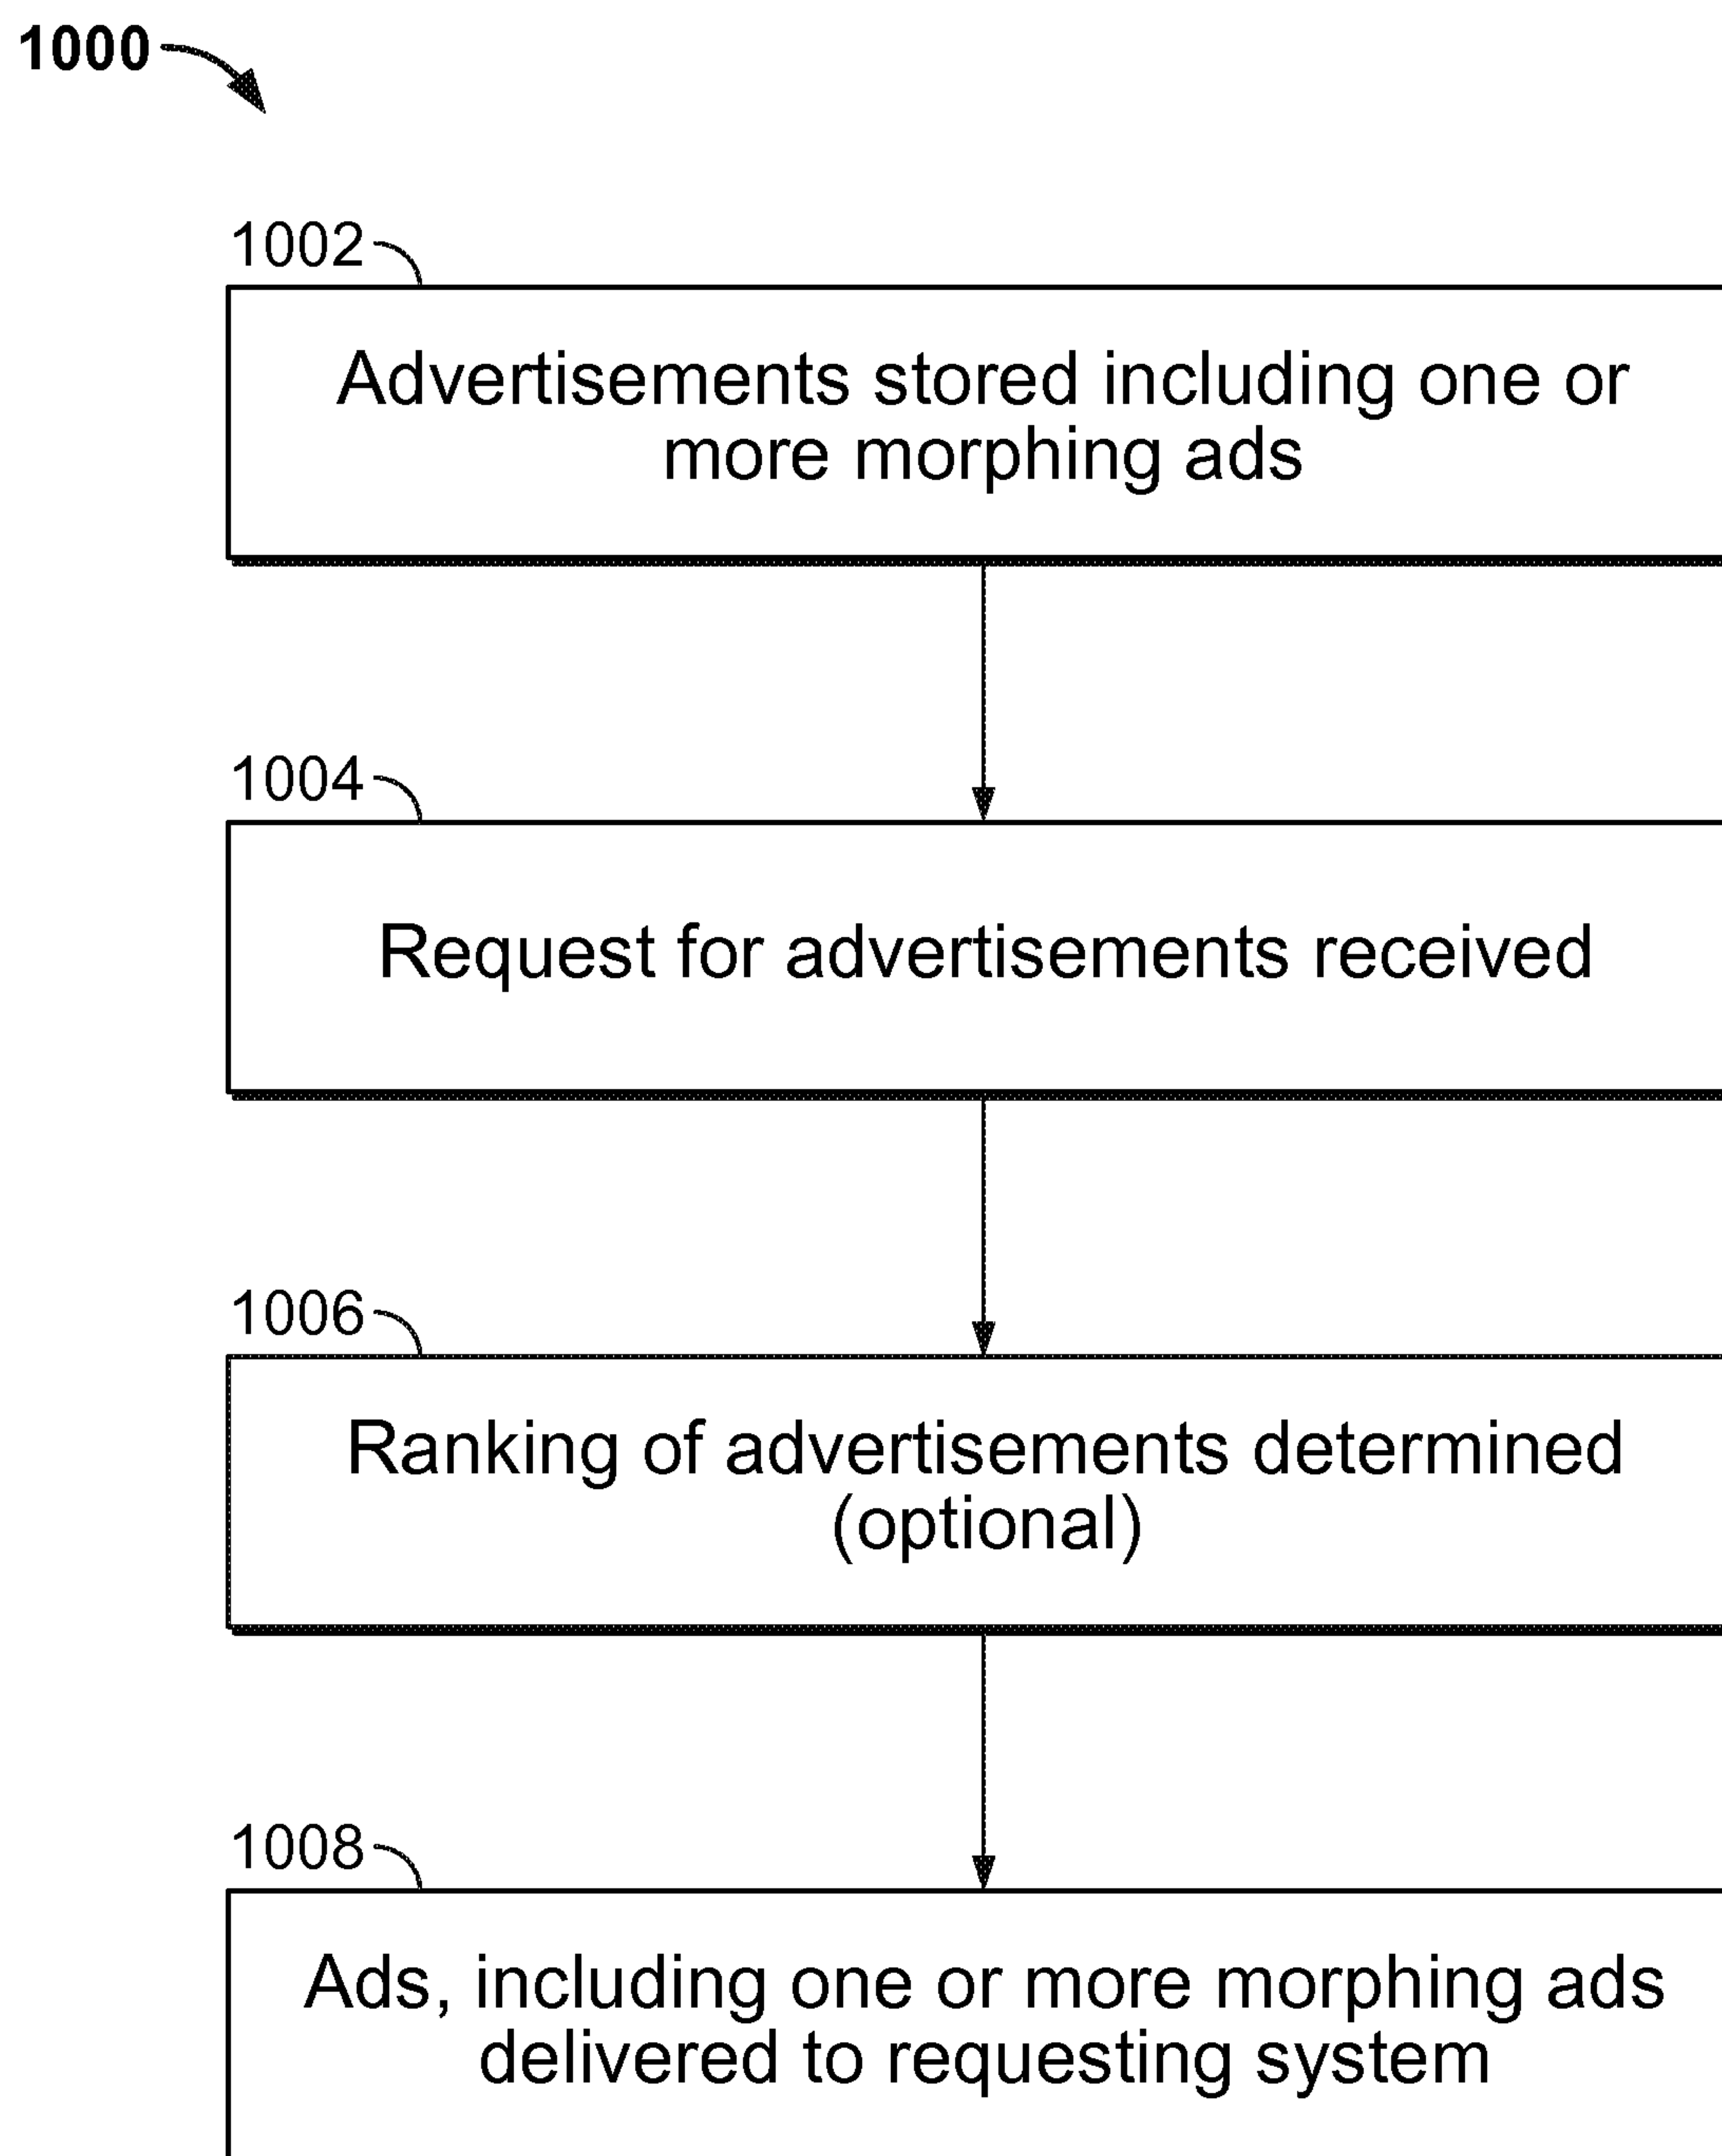 1000
1002
Advertisements stored including one or
more morphing ads
1004
Request for advertisements received
1006
Ranking of advertisements determined
(optional)
1008
Ads, including one or more morphing ads
delivered to requesting system